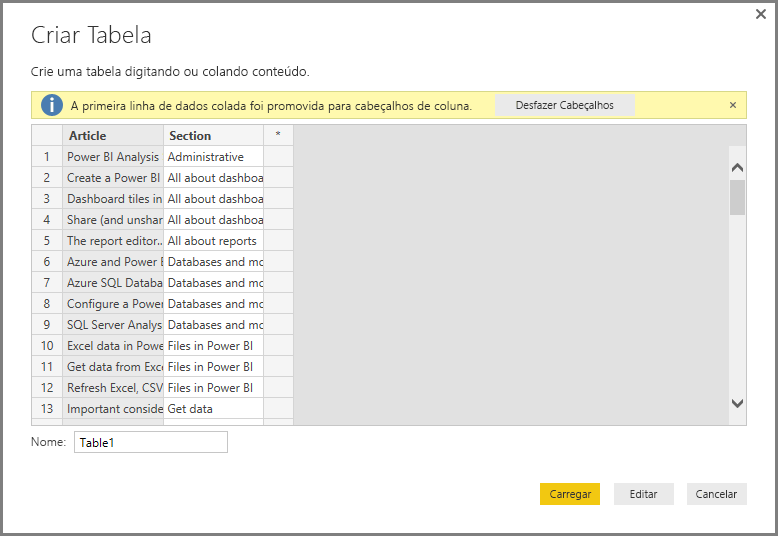 Criar Tabela
Crie uma tabela digitando ou colando conteúdo.
A primeira linha de dados colada foi promovida para cabeçalhos de coluna. Desfazer Cabeçalhos
Article Section *
1 Power BI Analysis Administrative
2 Create a Power BI All about dashboa
3 Dashboard tiles in All about dashboa
4 Share (and unshar All about dashboa
5 The report editor... All about reports
6 Azure and Power B Databases and mo
7 Azure SQL Databa Databases and mo
8 Configure a Power Databases and mo
9 SQL Server Analys Databases and mo
10 Excel data in Powe Files in Power BI
11 Get data from Exce Files in Power BI
12 Refresh Excel, CSV Files in Power BI
13 Important conside Get data
Nome: Table1
Carregar Editar Cancelar